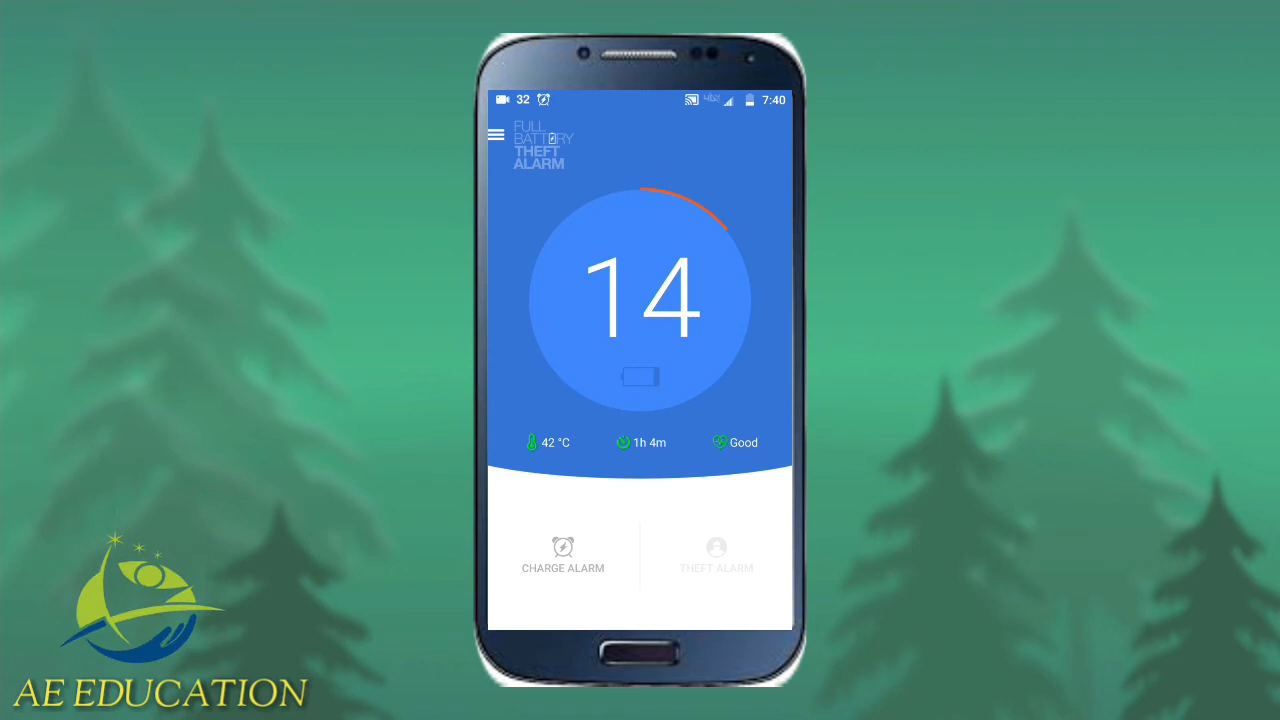 32
7:40
FULL
BATTERY
THEFT
ALARM
14
42 °C
1h 4m
Good
CHARGE ALARM
THEFT ALARM
AE EDUCATION